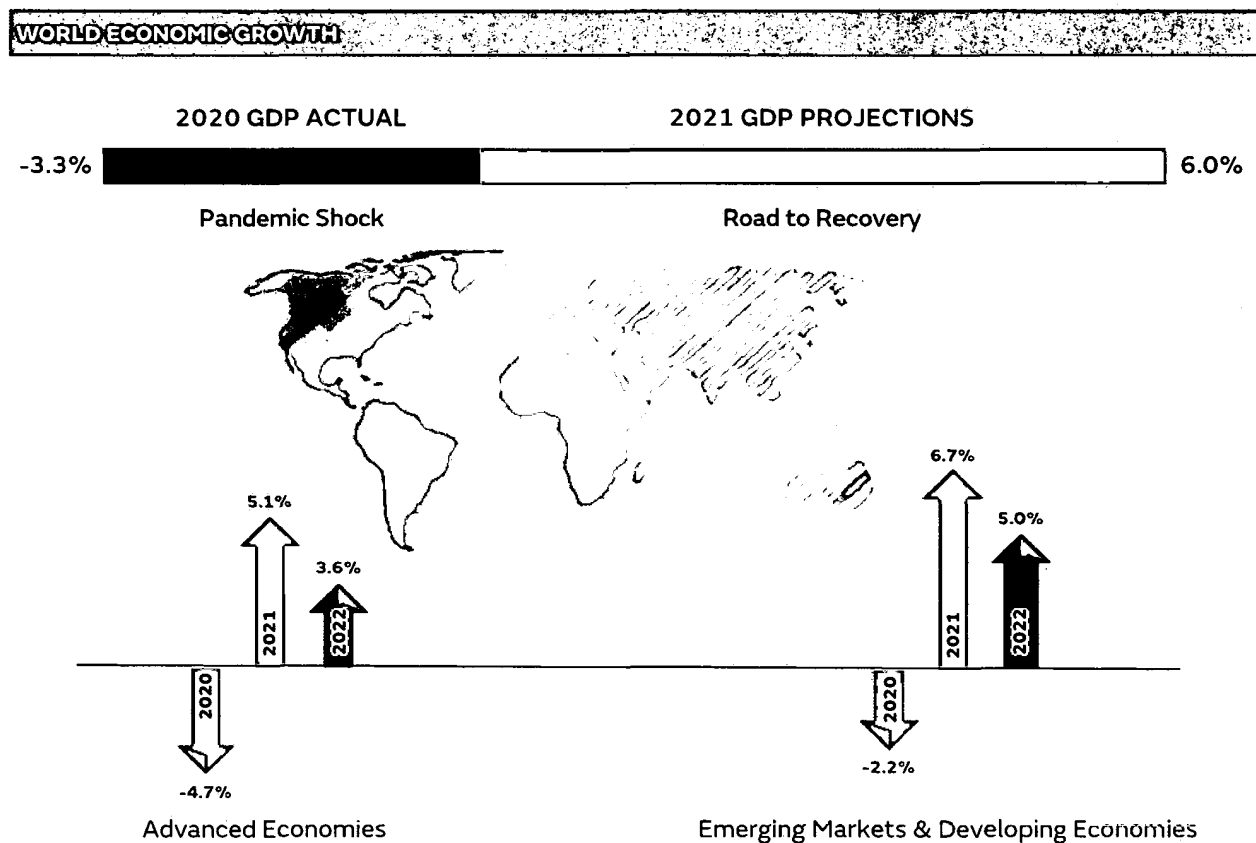 WORLD ECONOMIC GROWTH
2020 GDP ACTUAL
2021 GDP PROJECTIONS
-3.3%
6.0%
Pandemic Shock
Road to Recovery
5.1%
3.6%
2021
2022
2020
-4.7%
Advanced Economies
6.7%
5.0%
2021
2022
2020
-2.2%
Emerging Markets & Developing Economies